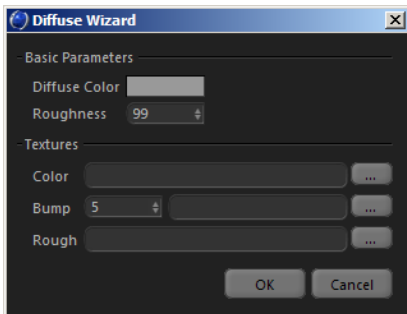 Diffuse Wizard
Basic Parameters
Diffuse Color
Roughness 99
Textures
Color ...
Bump 5 ...
Rough ...
OK Cancel